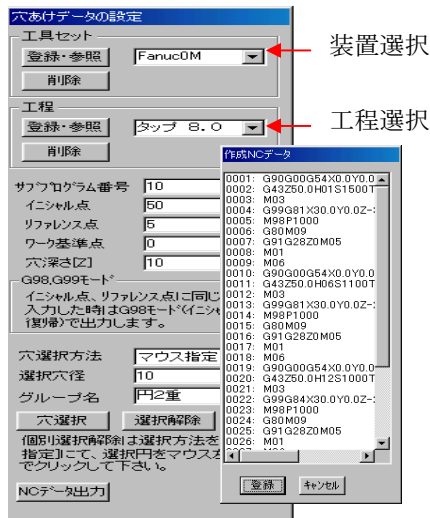 穴あけデータの設定
工具セット
登録・参照
Fanuc0M
装置選択
削除
工程
登録・参照
タップ 8.0
工程選択
削除
作成NCデータ
サブプログラム番号 10
イニシャル点 50
リファレンス点 5
ワーク基準点 0
穴深さ[Z] 10
G98,G99モード
イニシャル点、リファレンス点に同じ
入力した時はG98モード(イニシ
復帰)で出力しま
穴選択方法 マウス指定
選択穴径 10
グループ名 円2重
穴選択
選択解除
個別選択解除は選択方法を
指定]にて、選択円をマウスを
でクリックして下さい。
NCデータ出力
0001: G90G00G54X0.0Y0.0
0002: G43Z50.0H01S1500T
0003: M03
0004: G99G81X30.0Y0.0Z-
0005: M98P1000
0006: G80M09
0007: G91G28Z0M05
0008: M01
0009: M06
0010: G90G00G54X0.0Y0.0
0011: G43Z50.0H06S1100T
0012: M03
0013: G99G81X30.0Y0.0Z-
0014: M98P1000
0015: G80M09
0016: G91G28Z0M05
0017: M01
0018: M06
0019: G90G00G54X0.0Y0.0
0020: G43Z50.0H12S1000T
0021: M03
0022: G99G84X30.0Y0.0Z-
0023: M98P1000
0024: G80M09
0025: G91G28Z0M05
0026: M01
登録
キャンセル